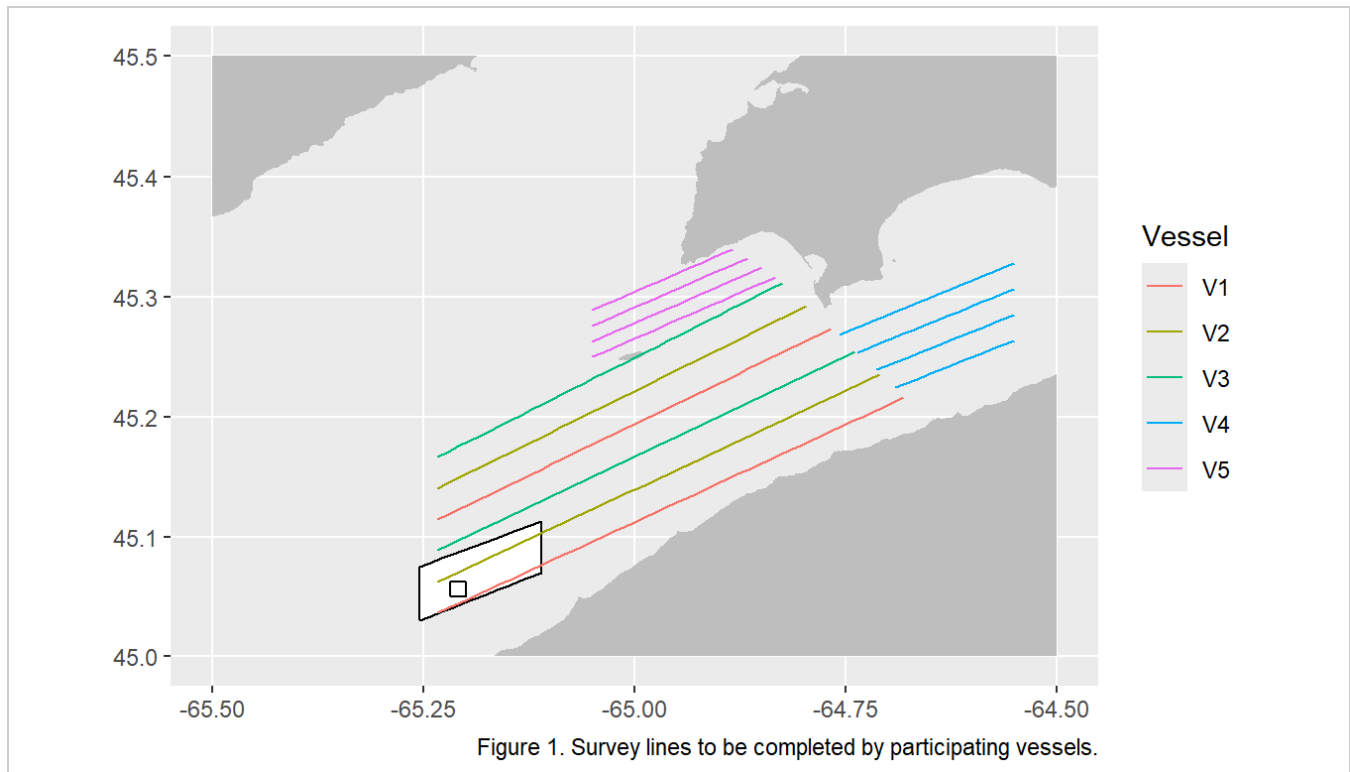 45.5
45.4
45.3
45.2
45.1
45.0
-65.50 -65.25 -65.00 -64.75 -64.50
Vessel
V1
V2
V3
V4
V5
Figure 1. Survey lines to be completed by participating vessels.